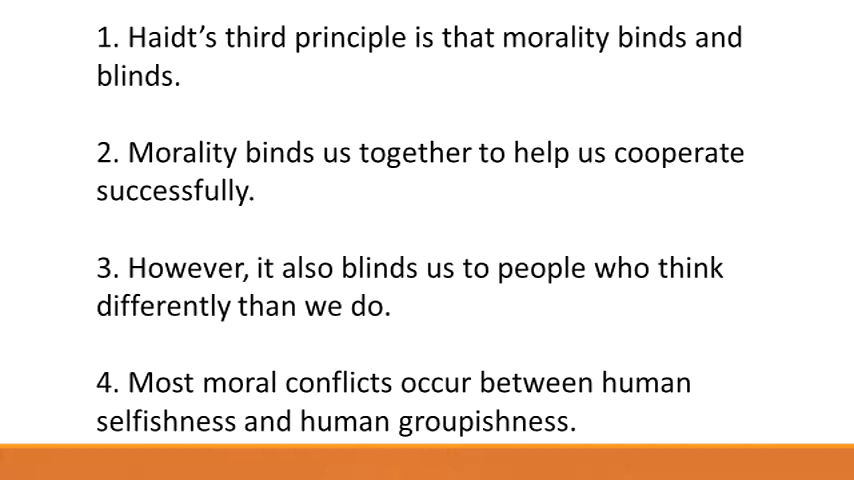 1. Haidt’s third principle is that morality binds and
blinds.
2. Morality binds us together to help us cooperate
successfully.
3. However, it also blinds us to people who think
differently than we do.
4. Most moral conflicts occur between human
selfishness and human groupishness.